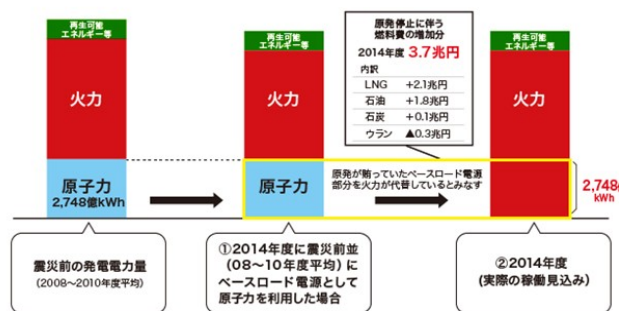 再生可能
エネルギー等
火力
原子力
2,748億kWh
震災前の発電電力量
(2008〜2010年度平均)
再生可能
エネルギー等
火力
原子力
①2014年度に震災前並
(08〜10年度平均)に
ベースロード電源として
原子力を利用した場合
原発停止に伴う
燃料費の増加分
2014年度 3.7兆円
内訳
LNG +2.1兆円
石油 +1.8兆円
石炭 +0.1兆円
ウラン ▲0.3兆円
原発が賄っていたベースロード電源
部分を火力が代替しているとみなす
再生可能
エネルギー等
火力
2,748
kWh
②2014年度
(実際の稼働見込み)